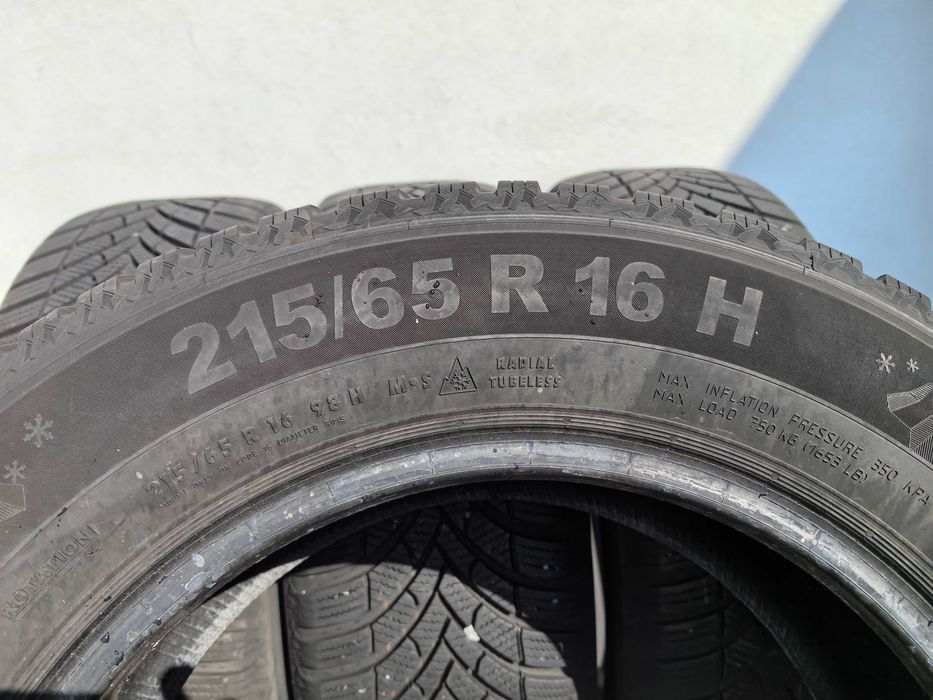 215/65 R 16 H
215/65 R 16 98 H M+S
RADIAL
TUBELESS
MAX INFLATION PRESSURE 350 KPA
MAX LOAD 750 KG (1653 LB)
ROTATION